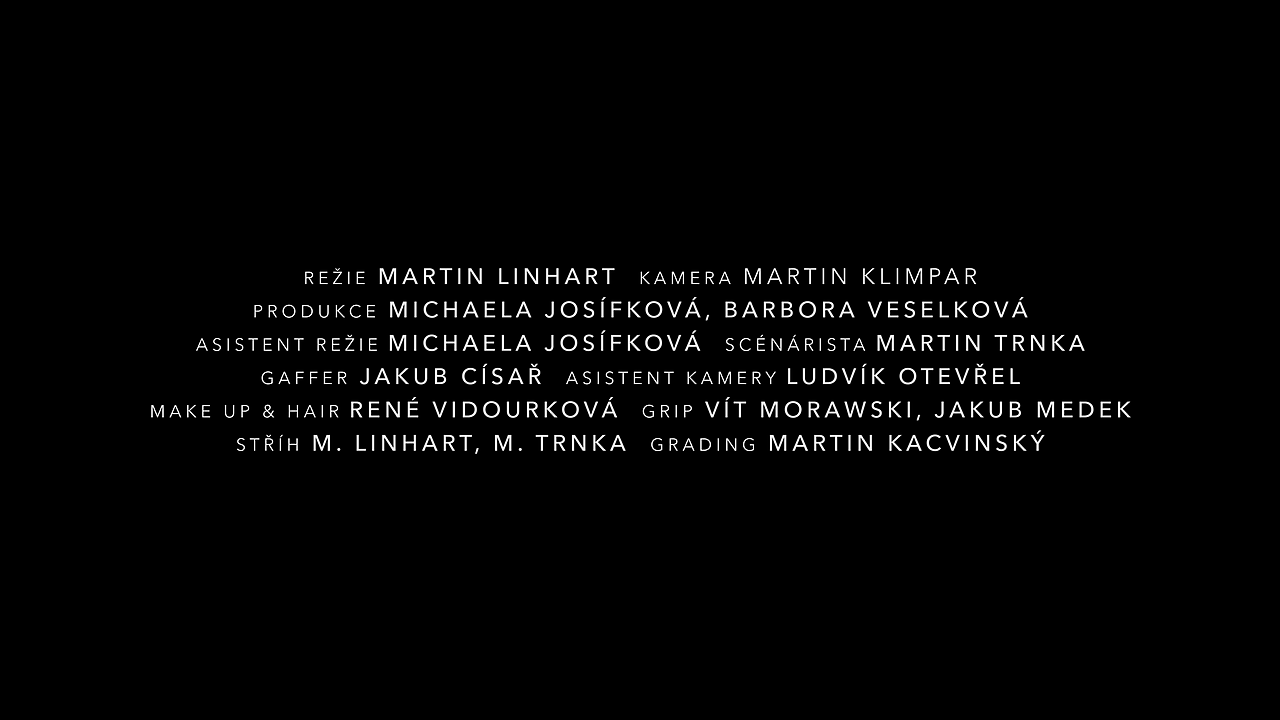 REŽIE MARTIN LINHART KAMERA MARTIN KLIMPAR
PRODUKCE MICHAELA JOSÍFKOVÁ, BARBORA VESELKOVÁ
ASISTENT REŽIE MICHAELA JOSÍFKOVÁ SCÉNÁRISTA MARTIN TRNKA
GAFFER JAKUB CÍSAŘ ASISTENT KAMERY LUDVÍK OTEVŘEL
MAKE UP & HAIR RENÉ VIDOURKOVÁ GRIP VÍT MORAWSKI, JAKUB MEDEK
STŘIH M. LINHART, M. TRNKA GRADING MARTIN KACVINSKÝ